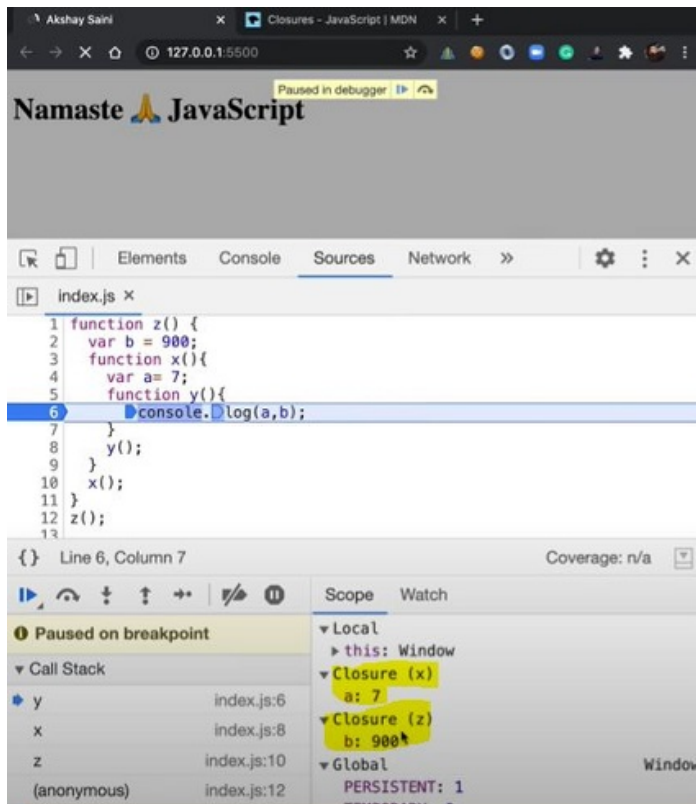 Akshay Saini
Closures - JavaScript | MDN
127.0.0.1:5500
Paused in debugger
Namaste 🙏 JavaScript
Elements Console Sources Network »
index.js ×
1 function z() {
2 var b = 900;
3 function x(){
4 var a= 7;
5 function y(){
6 console.log(a,b);
7 }
8 y();
9 }
10 x();
11 }
12 z();
13
{} Line 6, Column 7 Coverage: n/a
Scope Watch
Paused on breakpoint
Call Stack
y index.js:6
x index.js:8
z index.js:10
(anonymous) index.js:12
Local
this: Window
Closure (x)
a: 7
Closure (z)
b: 900
Global Window
PERSISTENT: 1